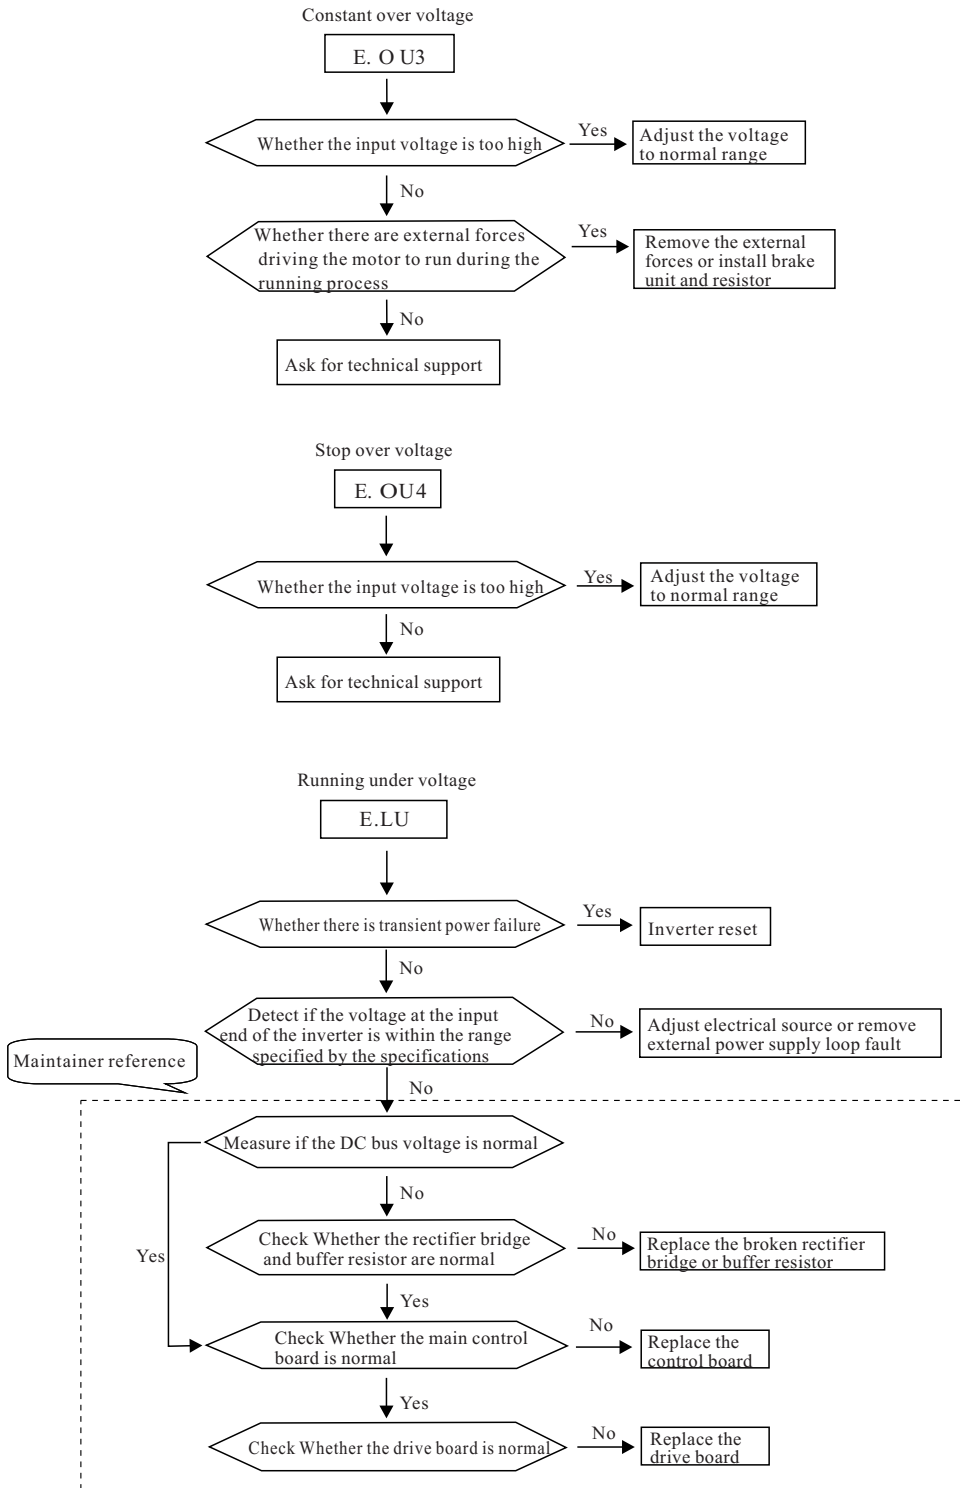 Constant over voltage
E. O U3
Whether the input voltage is too high
Yes
Adjust the voltage
to normal range
No
Whether there are external forces
driving the motor to run during the
running process
Yes
Remove the external
forces or install brake
unit and resistor
No
Ask for technical support
Stop over voltage
E. OU4
Whether the input voltage is too high
Yes
Adjust the voltage
to normal range
No
Ask for technical support
Running under voltage
E.LU
Whether there is transient power failure
Yes
Inverter reset
No
Detect if the voltage at the input
end of the inverter is within the range
specified by the specifications
No
Adjust electrical source or remove
external power supply loop fault
Maintainer reference
No
Measure if the DC bus voltage is normal
No
Yes
Check Whether the rectifier bridge
and buffer resistor are normal
No
Replace the broken rectifier
bridge or buffer resistor
Yes
Check Whether the main control
board is normal
No
Replace the
control board
Yes
Check Whether the drive board is normal
No
Replace the
drive board